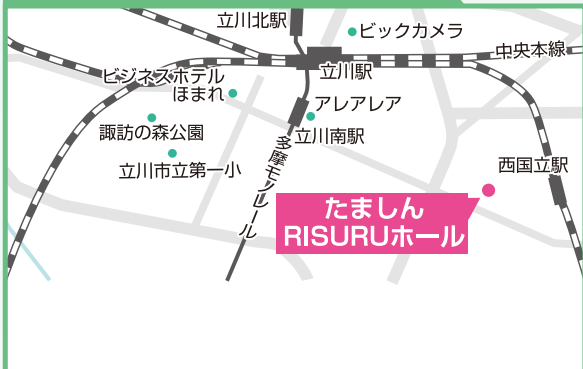 立川北駅
ビックカメラ
中央本線
立川駅
ビジネスホテル
ほまれ
アレアレア
諏訪の森公園
立川南駅
西国立駅
立川市立第一小
多摩モノレール
たましん
RISURUホール